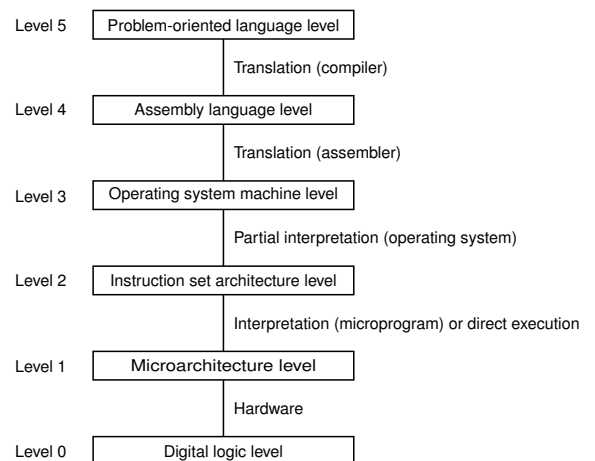 Level 5 Problem-oriented language level
Translation (compiler)
Level 4 Assembly language level
Translation (assembler)
Level 3 Operating system machine level
Partial interpretation (operating system)
Level 2 Instruction set architecture level
Interpretation (microprogram) or direct execution
Level 1 Microarchitecture level
Hardware
Level 0 Digital logic level